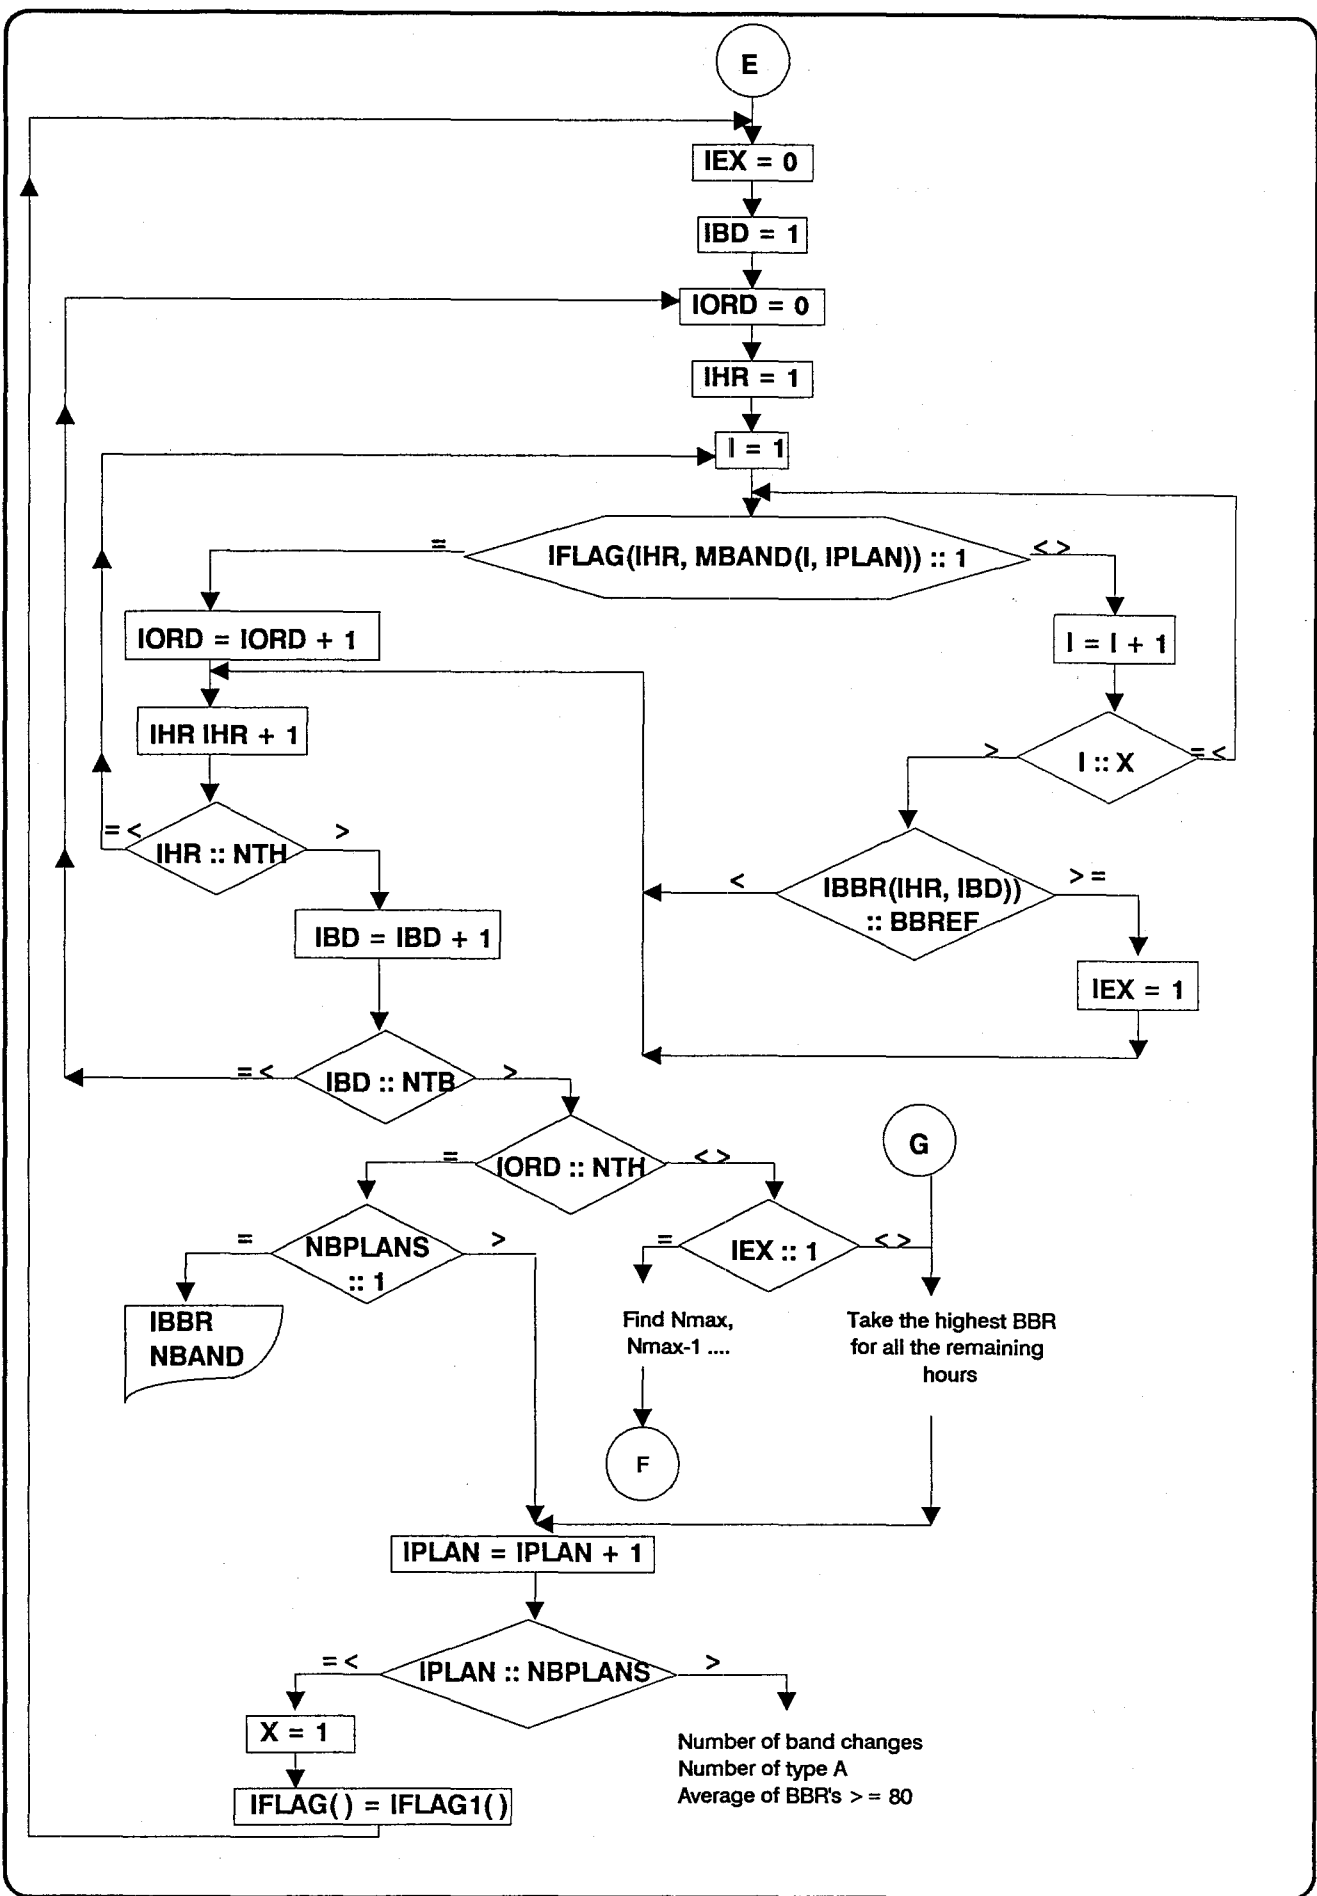 E
IEX = 0
IBD = 1
IORD = 0
IHR = 1
I = 1
=
IFLAG(IHR, MBAND(I, IPLAN)) :: 1
< >
IORD = IORD + 1
I = I + 1
IHR IHR + 1
>
I :: X
= <
= <
IHR :: NTH
>
<
IBBR(IHR, IBD))
:: BBREF
> =
IBD = IBD + 1
IEX = 1
= <
IBD :: NTB
>
G
=
IORD :: NTH
< >
=
NBPLANS
:: 1
>
=
IEX :: 1
< >
IBBR
NBAND
Find Nmax,
Nmax-1 ....
Take the highest BBR
for all the remaining
hours
F
IPLAN = IPLAN + 1
= <
IPLAN :: NBPLANS
>
X = 1
IFLAG( ) = IFLAG1( )
Number of band changes
Number of type A
Average of BBR's > = 80